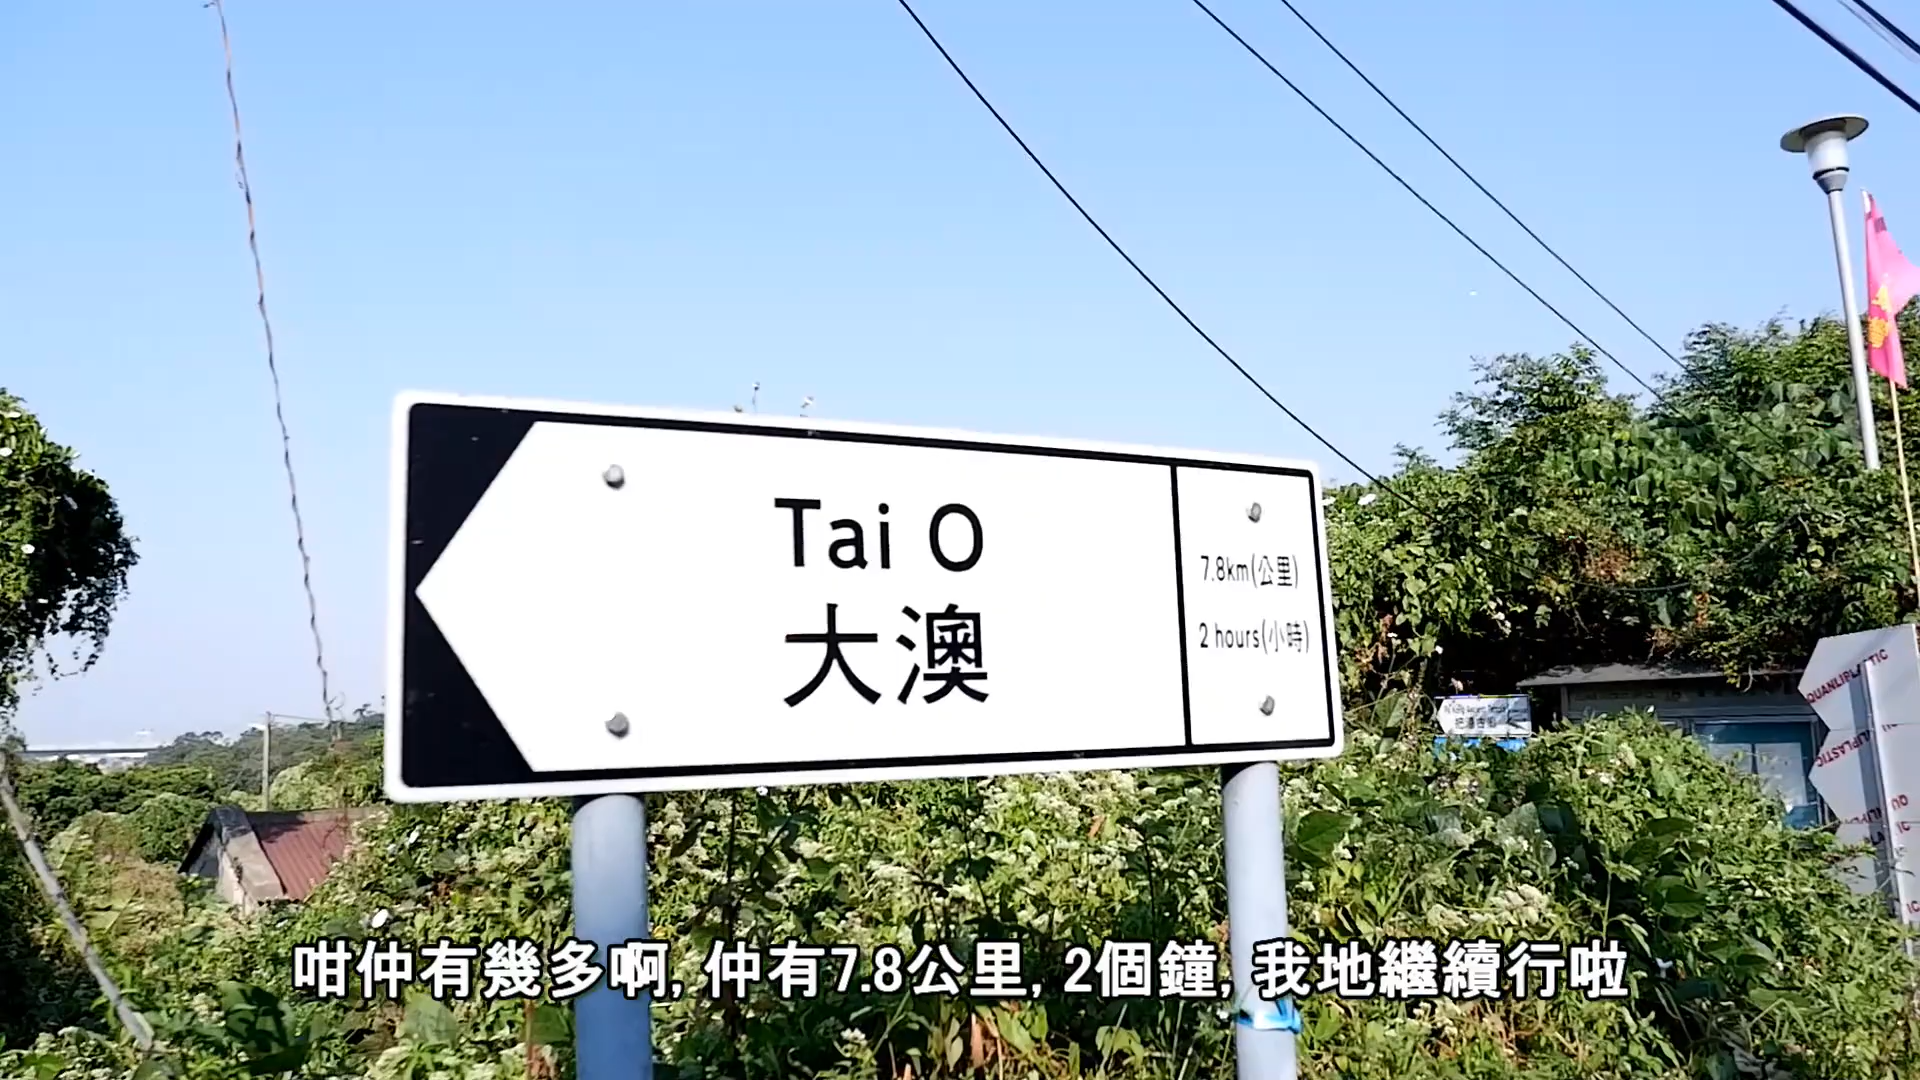 Tai O
大澳
7.8km(公里)
2 hours(小時)
QUANLIPLASTIC
咁仲有幾多啊, 仲有7.8公里, 2個鐘, 我地繼續行啦